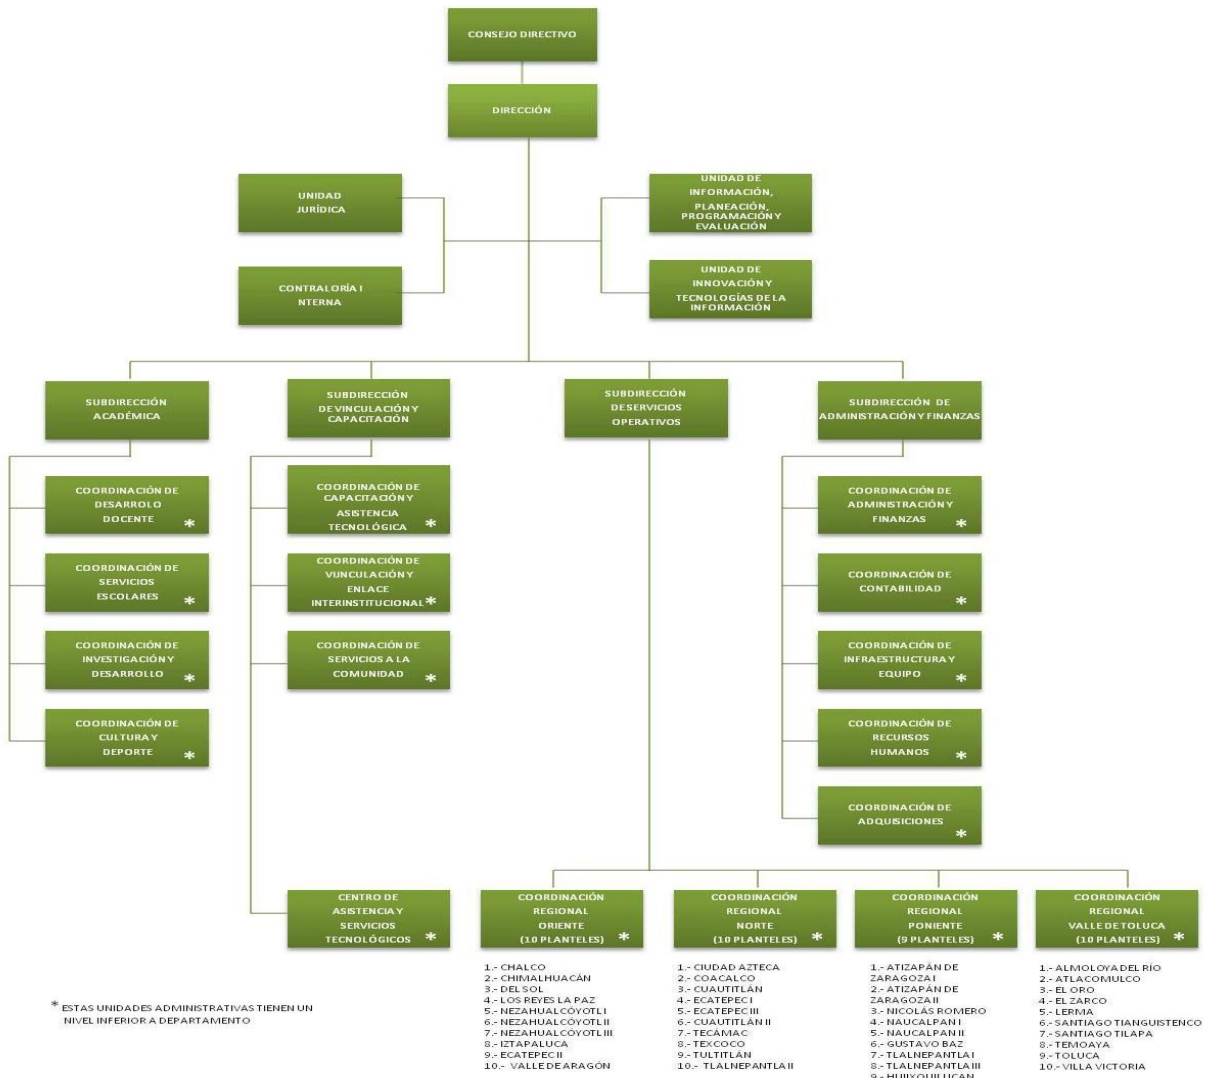 CONSEJO DIRECTIVO
DIRECCIÓN
UNIDAD
JURÍDICA
UNIDAD DE
INFORMACIÓN,
PLANEACIÓN,
PROGRAMACIÓN Y
EVALUACIÓN
CONTRALORÍA I
NTERNA
UNIDAD DE
INNOVACIÓN Y
TECNOLOGÍAS DE LA
INFORMACIÓN
SUBDIRECCIÓN
ACADÉMICA
SUBDIRECCIÓN
DE VINCULACIÓN Y
CAPACITACIÓN
SUBDIRECCIÓN
DE SERVICIOS
OPERATIVOS
SUBDIRECCIÓN DE
ADMINISTRACIÓN Y FINANZAS
COORDINACIÓN DE
DESARROLO
DOCENTE *
COORDINACIÓN DE
SERVICIOS
ESCOLARES *
COORDINACIÓN DE
INVESTIGACIÓN Y
DESARROLLO *
COORDINACIÓN DE
CULTURA Y
DEPORTE *
COORDINACIÓN DE
CAPACITACIÓN Y
ASISTENCIA
TECNOLÓGICA *
COORDINACIÓN DE
VIJNCULACIÓN Y
ENLACE
INTERINSTITUCIONAL *
COORDINACIÓN DE
SERVICIOS A LA
COMUNIDAD *
COORDINACIÓN DE
ADMINISTRACIÓN Y
FINANZAS *
COORDINACIÓN DE
CONTABILIDAD *
COORDINACIÓN DE
INFRAESTRUCTURA Y
EQUIPO *
COORDINACIÓN DE
RECURSOS
HUMANOS *
COORDINACIÓN DE
ADQUISICIONES *
CENTRO DE
ASISTENCIA Y
SERVICIOS
TECNOLÓGICOS *
COORDINACIÓN
REGIONAL
ORIENTE
(10 PLANTELES) *
COORDINACIÓN
REGIONAL
NORTE
(10 PLANTELES) *
COORDINACIÓN
REGIONAL
PONIENTE
(9 PLANTELES) *
COORDINACIÓN
REGIONAL
VALLE DE TOLUCA
(10 PLANTELES) *
1.- CHALCO
2.- CHIMALHUACÁN
3.- DEL SOL
4.- LOS REYES LA PAZ
5.- NEZAHUALCÓYOTL I
6.- NEZAHUALCÓYOTL II
7.- NEZAHUALCÓYOTL III
8.- IZTAPALUCA
9.- ECATEPEC II
10.- VALLE DE ARAGÓN
1.- CIUDAD AZTECA
2.- COACALCO
3.- CUAUTITLÁN
4.- ECATEPEC I
5.- ECATEPEC III
6.- CUAUTITLÁN II
7.- TECÁMAC
8.- TEXCOCO
9.- TULTITLÁN
10.- TLALNEPANTLA II
1.- ATIZAPÁN DE
ZARAGOZA I
2.- ATIZAPÁN DE
ZARAGOZA II
3.- NICOLÁS ROMERO
4.- NAUCALPAN I
5.- NAUCALPAN II
6.- GUSTAVO BAZ
7.- TLALNEPANTLA I
8.- TLALNEPANTLA III
9.- HUIXQUILUCAN
1.- ALMOLOYA DEL RÍO
2.- ATLACOMULCO
3.- EL ORO
4.- EL ZARCO
5.- LERMA
6.- SANTIAGO TIANGUISTENCO
7.- SANTIAGO TILAPA
8.- TEMOAYA
9.- TOLUCA
10.- VILLA VICTORIA
* ESTAS UNIDADES ADMINISTRATIVAS TIENEN UN
NIVEL INFERIOR A DEPARTAMENTO